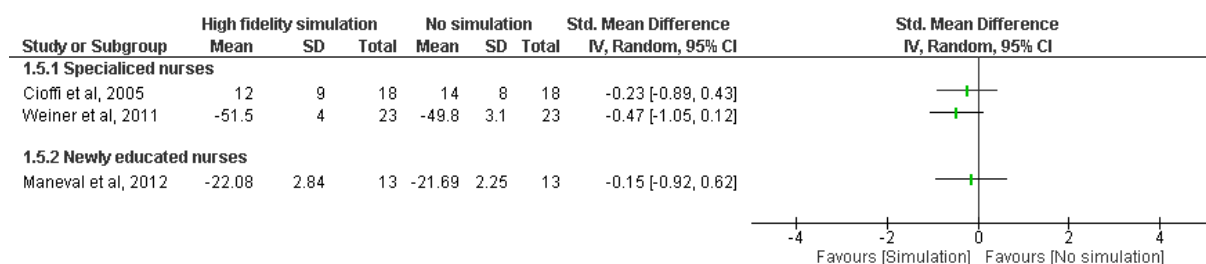 High fidelity simulation No simulation Std. Mean Difference Std. Mean Difference
Study or Subgroup Mean SD Total Mean SD Total IV, Random, 95% CI IV, Random, 95% CI
1.5.1 Specialiced nurses
Cioffi et al, 2005 12 9 18 14 8 18 -0.23 [-0.89, 0.43]
Weiner et al, 2011 -51.5 4 23 -49.8 3.1 23 -0.47 [-1.05, 0.12]
1.5.2 Newly educated nurses
Maneval et al, 2012 -22.08 2.84 13 -21.69 2.25 13 -0.15 [-0.92, 0.62]
-4 -2 0 2 4
Favours [Simulation] Favours [No simulation]